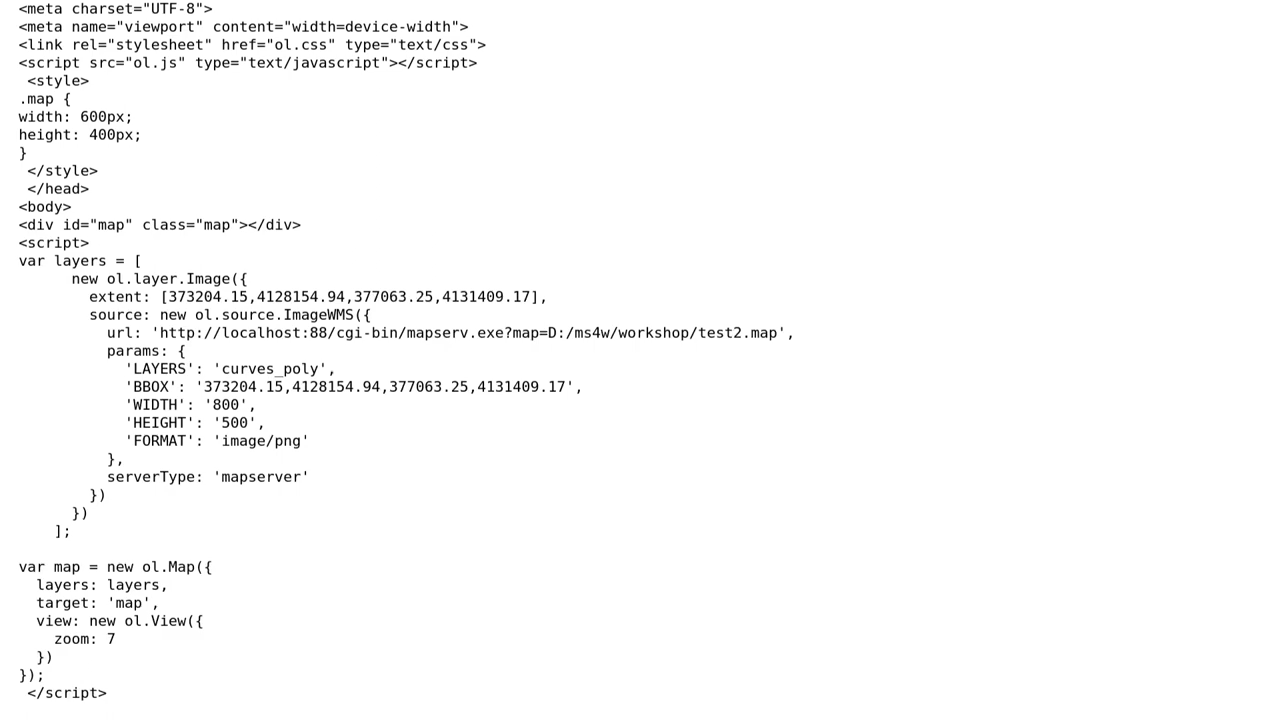 <meta charset="UTF-8">
<meta name="viewport" content="width=device-width">
<link rel="stylesheet" href="ol.css" type="text/css">
<script src="ol.js" type="text/javascript"></script>
 <style>
.map {
width: 600px;
height: 400px;
}
 </style>
 </head>
<body>
<div id="map" class="map"></div>
<script>
var layers = [
      new ol.layer.Image({
        extent: [373204.15,4128154.94,377063.25,4131409.17],
        source: new ol.source.ImageWMS({
          url: 'http://localhost:88/cgi-bin/mapserv.exe?map=D:/ms4w/workshop/test2.map',
          params: {
            'LAYERS': 'curves_poly',
            'BBOX': '373204.15,4128154.94,377063.25,4131409.17',
            'WIDTH': '800',
            'HEIGHT': '500',
            'FORMAT': 'image/png'
          },
          serverType: 'mapserver'
        })
      })
    ];

var map = new ol.Map({
  layers: layers,
  target: 'map',
  view: new ol.View({
    zoom: 7
  })
});
 </script>